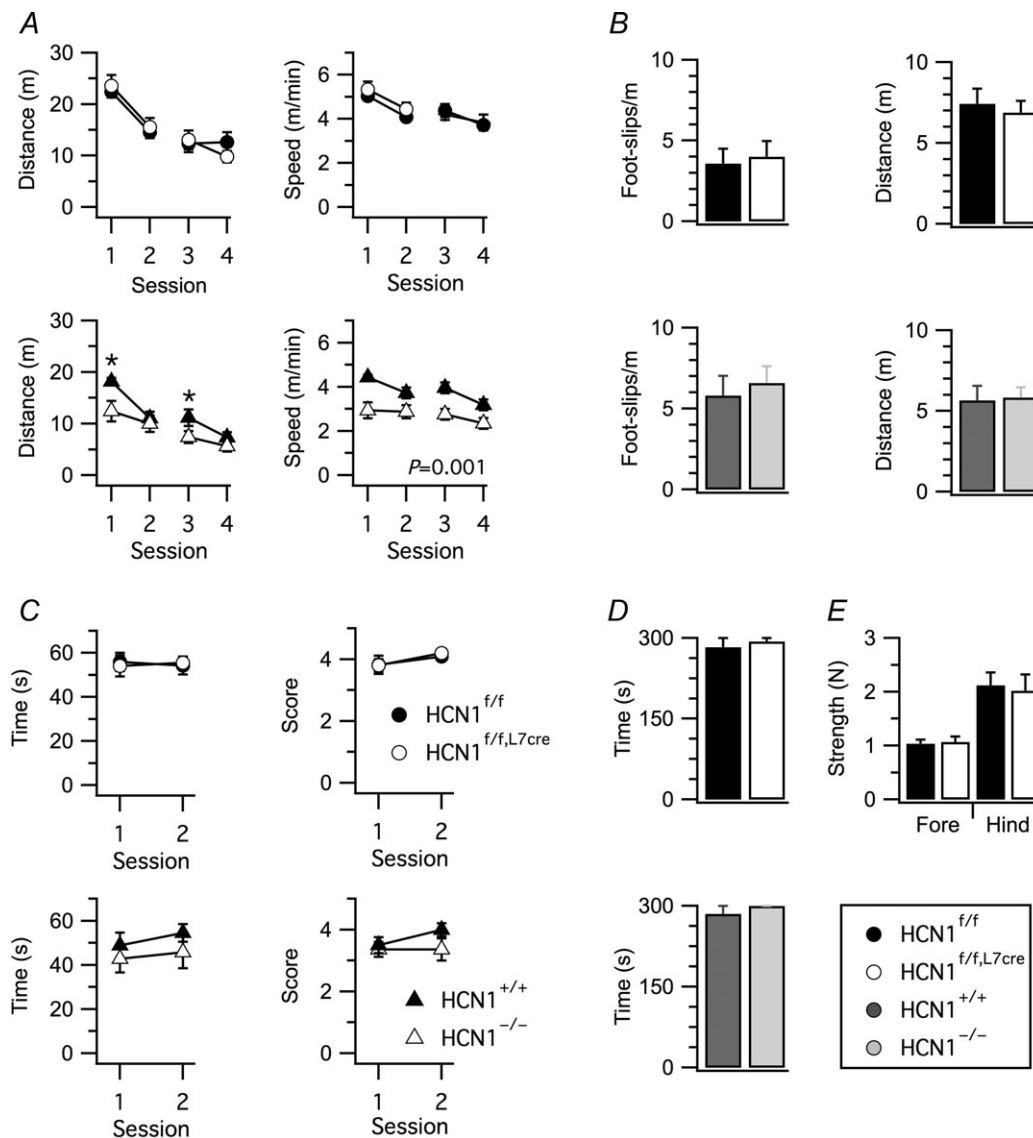 A
B
Distance (m)
30
20
10
0
1 2 3 4
Session
Speed (m/min)
6
4
2
0
1 2 3 4
Session
Foot-slips/m
10
5
0
Distance (m)
10
5
0
Distance (m)
30
20
10
0
*
*
1 2 3 4
Session
Speed (m/min)
6
4
2
0
P=0.001
1 2 3 4
Session
Foot-slips/m
10
5
0
Distance (m)
10
5
0
C
D
E
Time (s)
60
40
20
0
1 2
Session
Score
4
2
0
HCN1^f/f
HCN1^f/f,L7cre
1 2
Session
Time (s)
300
150
0
Strength (N)
3
2
1
0
Fore Hind
Time (s)
60
40
20
0
1 2
Session
Score
4
2
0
HCN1^+/+
HCN1^−/−
1 2
Session
Time (s)
300
150
0
HCN1^f/f
HCN1^f/f,L7cre
HCN1^+/+
HCN1^−/−